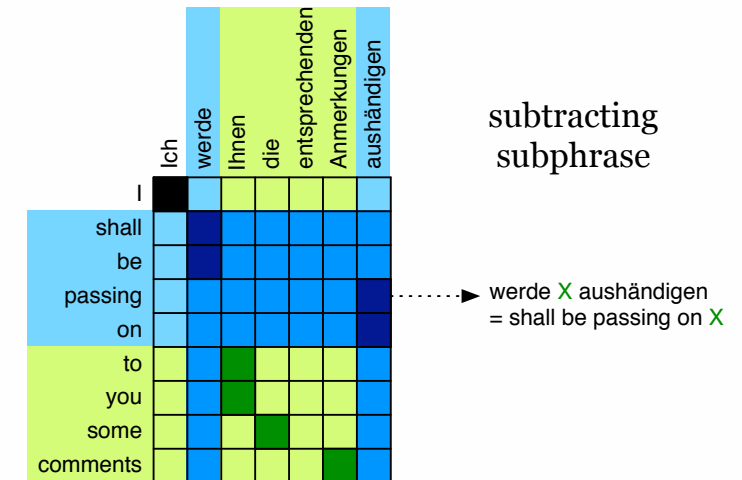 Ich
werde
Ihnen
die
entsprechenden
Anmerkungen
aushändigen
subtracting
subphrase
I
shall
be
passing
on
to
you
some
comments
werde X aushändigen
= shall be passing on X